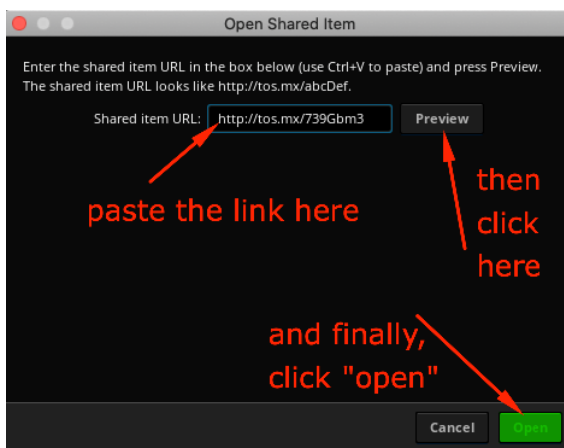 Open Shared Item
Enter the shared item URL in the box below (use Ctrl+V to paste) and press Preview.
The shared item URL looks like http://tos.mx/abcDef.
Shared item URL: http://tos.mx/739Gbm3 Preview
paste the link here
then
click
here
and finally,
click "open"
Cancel Open